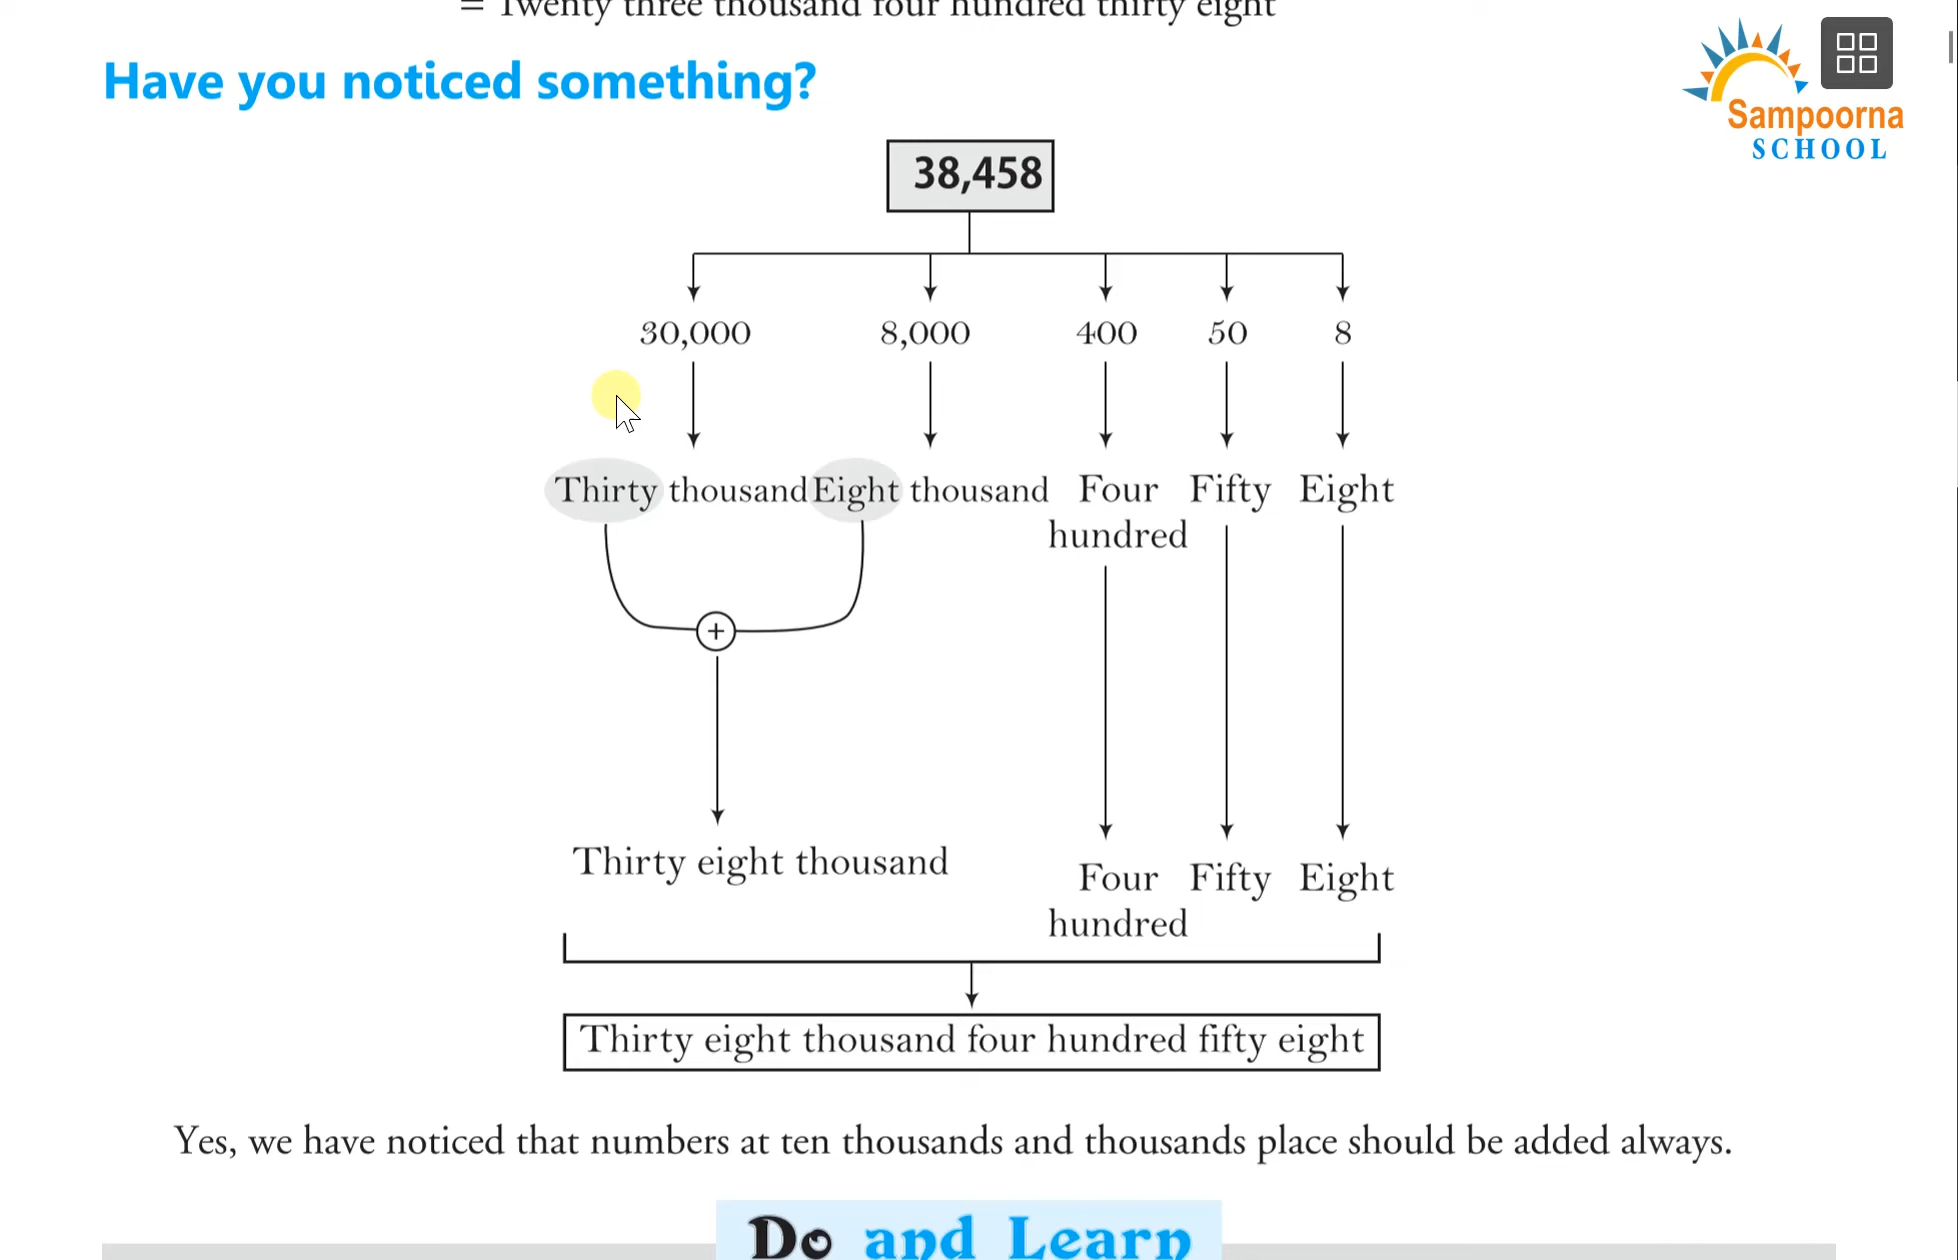 = Twenty three thousand four hundred thirty eight
Have you noticed something?
Sampoorna
SCHOOL
38,458
30,000 8,000 400 50 8
Thirty thousand Eight thousand Four hundred Fifty Eight
+
Thirty eight thousand Four hundred Fifty Eight
Thirty eight thousand four hundred fifty eight
Yes, we have noticed that numbers at ten thousands and thousands place should be added always.
Do and Learn